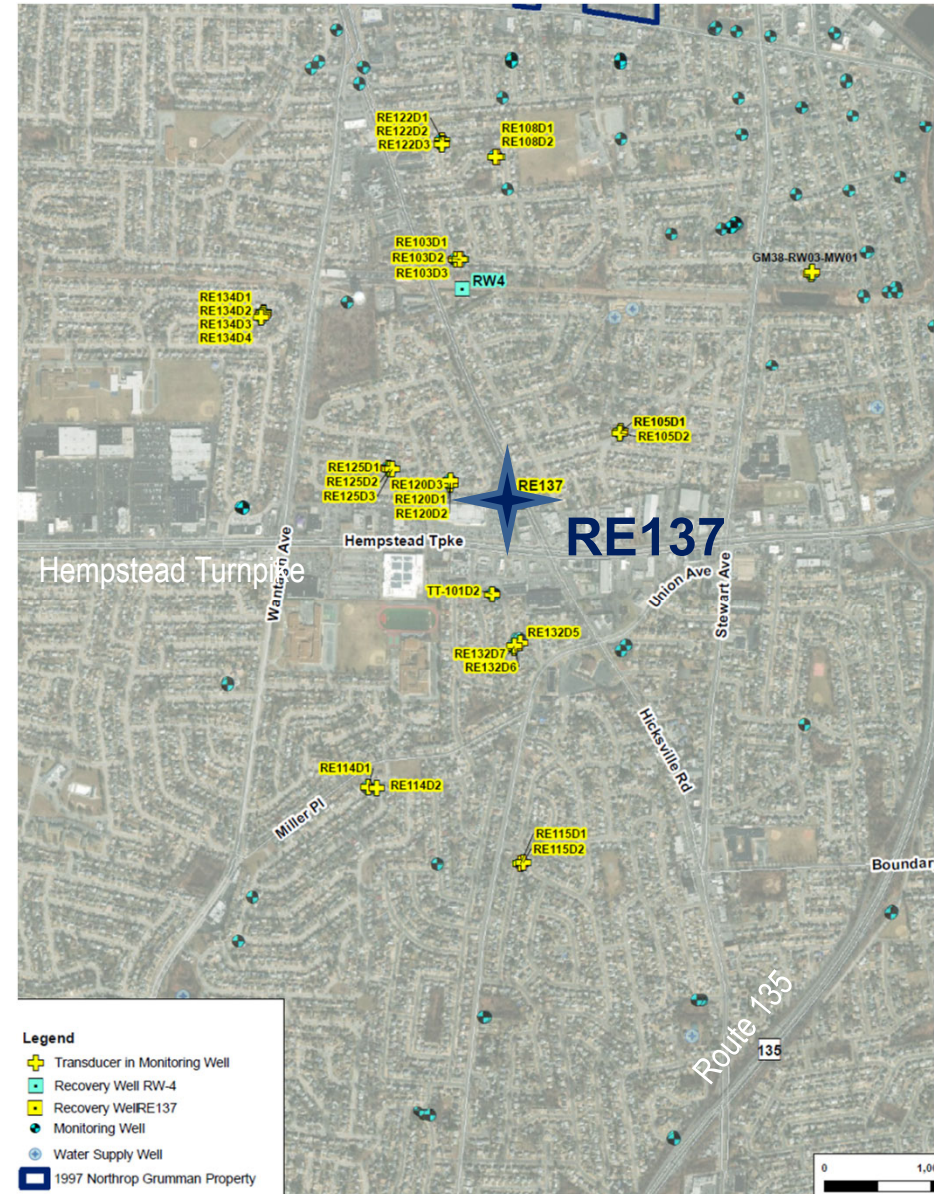 RE122D1
RE122D2
RE122D3
RE108D1
RE108D2
RE103D1
RE103D2
RE103D3
RW4
GM38-RW03-MW01
RE134D1
RE134D2
RE134D3
RE134D4
RE105D1
RE105D2
RE125D1
RE125D2
RE125D3
RE120D3
RE120D1
RE120D2
RE137
RE137
Hempstead Tpke
Hempstead Turnpike
Wantagh Ave
Union Ave
Stewart Ave
TT-101D2
RE132D5
RE132D7
RE132D6
Hicksville Rd
RE114D1
RE114D2
Miller Pl
RE115D1
RE115D2
Boundar
Route 135
135
Legend
Transducer in Monitoring Well
Recovery Well RW-4
Recovery WellRE137
Monitoring Well
Water Supply Well
1997 Northrop Grumman Property
0 1,00